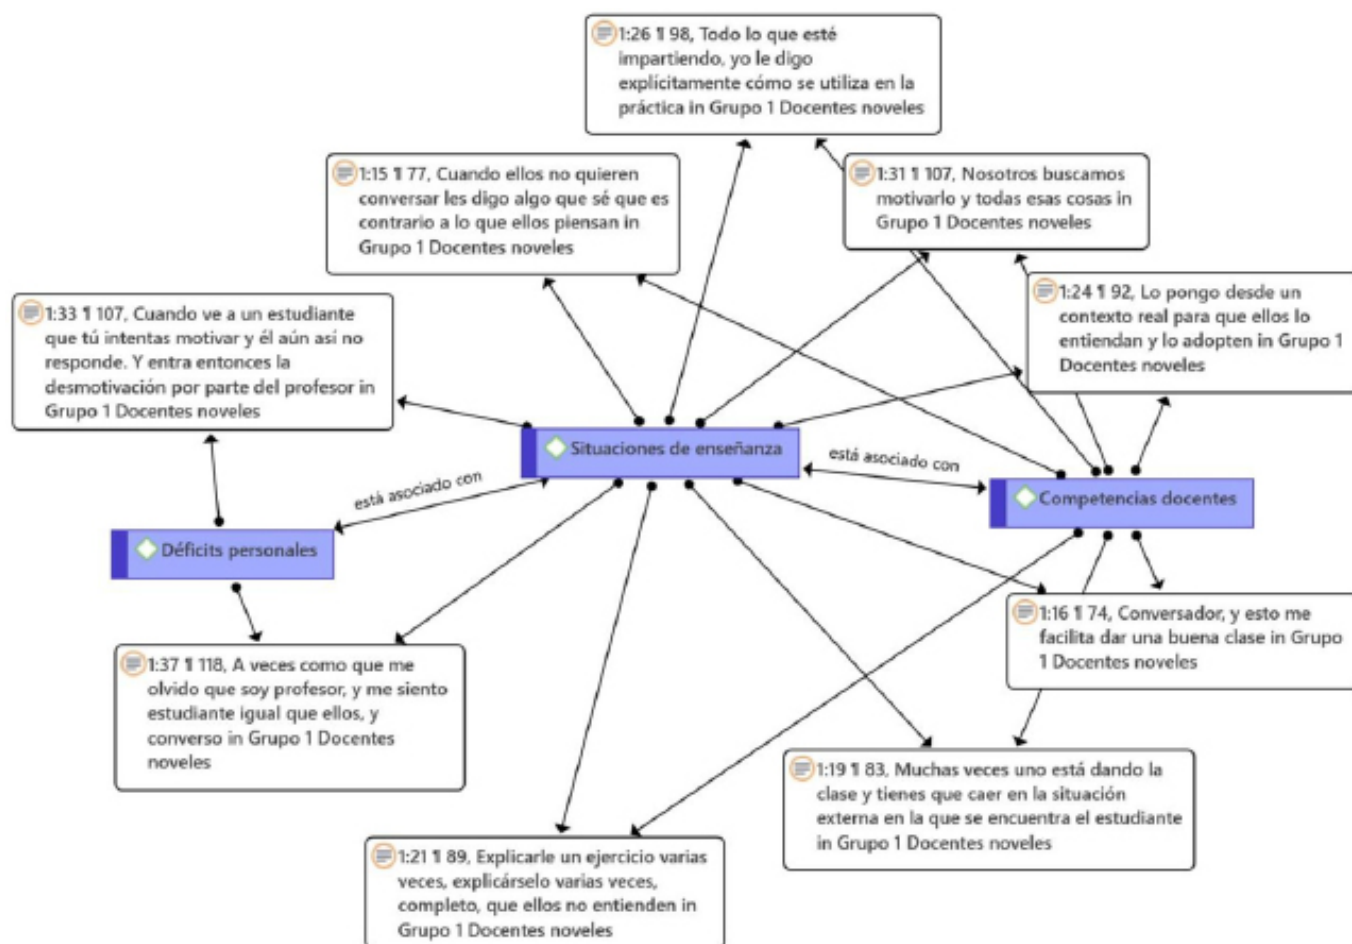 1:26 ¶ 98, Todo lo que esté
impartiendo, yo le digo
explícitamente cómo se utiliza en la
práctica in Grupo 1 Docentes noveles
1:15 ¶ 77, Cuando ellos no quieren
conversar les digo algo que sé que es
contrario a lo que ellos piensan in
Grupo 1 Docentes noveles
1:31 ¶ 107, Nosotros buscamos
motivarlo y todas esas cosas in
Grupo 1 Docentes noveles
1:24 ¶ 92, Lo pongo desde un
contexto real para que ellos lo
entiendan y lo adopten in Grupo 1
Docentes noveles
1:33 ¶ 107, Cuando ve a un estudiante
que tú intentas motivar y él aún así no
responde. Y entra entonces la
desmotivación por parte del profesor in
Grupo 1 Docentes noveles
Situaciones de enseñanza
está asociado con
está asociado con
Competencias docentes
Déficits personales
1:16 ¶ 74, Conversador, y esto me
facilita dar una buena clase in Grupo
1 Docentes noveles
1:37 ¶ 118, A veces como que me
olvido que soy profesor, y me siento
estudiante igual que ellos, y
converso in Grupo 1 Docentes
noveles
1:19 ¶ 83, Muchas veces uno está dando la
clase y tienes que caer en la situación
externa en la que se encuentra el estudiante
in Grupo 1 Docentes noveles
1:21 ¶ 89, Explicarle un ejercicio varias
veces, explicárselo varias veces,
completo, que ellos no entienden in
Grupo 1 Docentes noveles